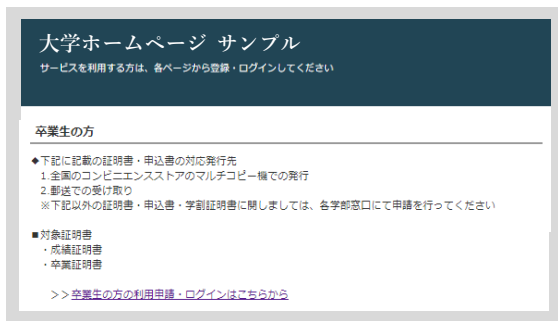 大学ホームページ サンプル
サービスを利用する方は、各ページから登録・ログインしてください
卒業生の方
◆下記に記載の証明書・申込書の対応発行先
1.全国のコンビニエンスストアのマルチコピー機での発行
2.郵送での受け取り
※下記以外の証明書・申込書・学割証明書に関しましては、各学部窓口にて申請を行ってください
■対象証明書
・成績証明書
・卒業証明書
>>卒業生の方の利用申請・ログインはこちらから